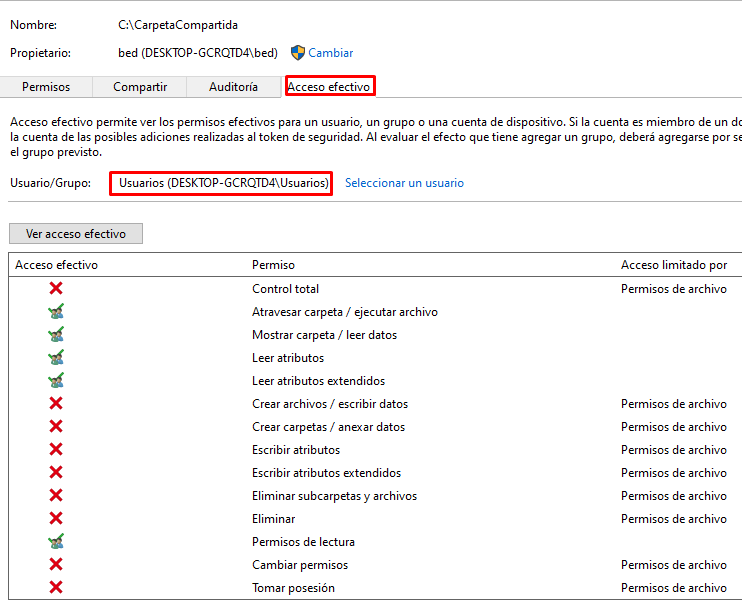 Nombre: C:\CarpetaCompartida
Propietario: bed (DESKTOP-GCRQTD4\bed) Cambiar
Permisos Compartir Auditoría Acceso efectivo
Acceso efectivo permite ver los permisos efectivos para un usuario, un grupo o una cuenta de dispositivo. Si la cuenta es miembro de un
la cuenta de las posibles adiciones realizadas al token de seguridad. Al evaluar el efecto que tiene agregar un grupo, deberá agregarse por
el grupo previsto.
Usuario/Grupo: Usuarios (DESKTOP-GCRQTD4\Usuarios) Seleccionar un usuario
Ver acceso efectivo
Acceso efectivo Permiso Acceso limitado por
Control total Permisos de archivo
Atravesar carpeta / ejecutar archivo
Mostrar carpeta / leer datos
Leer atributos
Leer atributos extendidos
Crear archivos / escribir datos Permisos de archivo
Crear carpetas / anexar datos Permisos de archivo
Escribir atributos Permisos de archivo
Escribir atributos extendidos Permisos de archivo
Eliminar subcarpetas y archivos Permisos de archivo
Eliminar Permisos de archivo
Permisos de lectura
Cambiar permisos Permisos de archivo
Tomar posesión Permisos de archivo